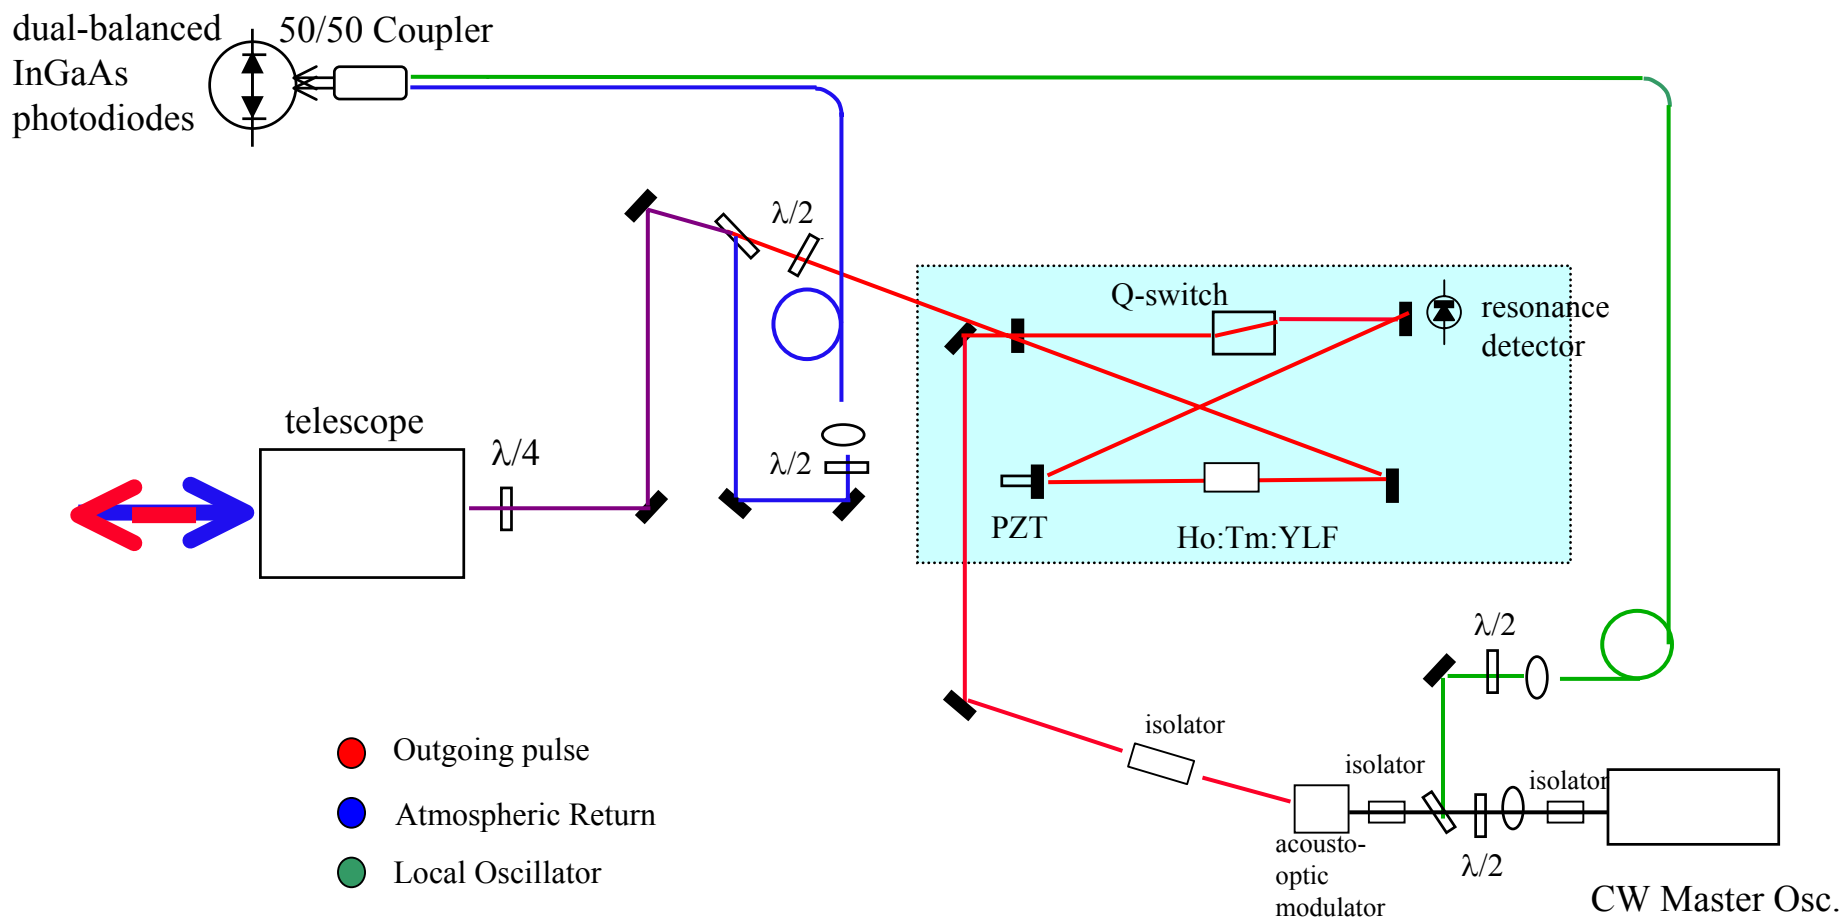 dual-balanced
InGaAs
photodiodes
50/50 Coupler
λ/2
Q-switch
resonance
detector
telescope
λ/4
λ/2
PZT
Ho:Tm:YLF
λ/2
isolator
isolator
isolator
Outgoing pulse
Atmospheric Return
Local Oscillator
acousto-
optic
modulator
λ/2
CW Master Osc.